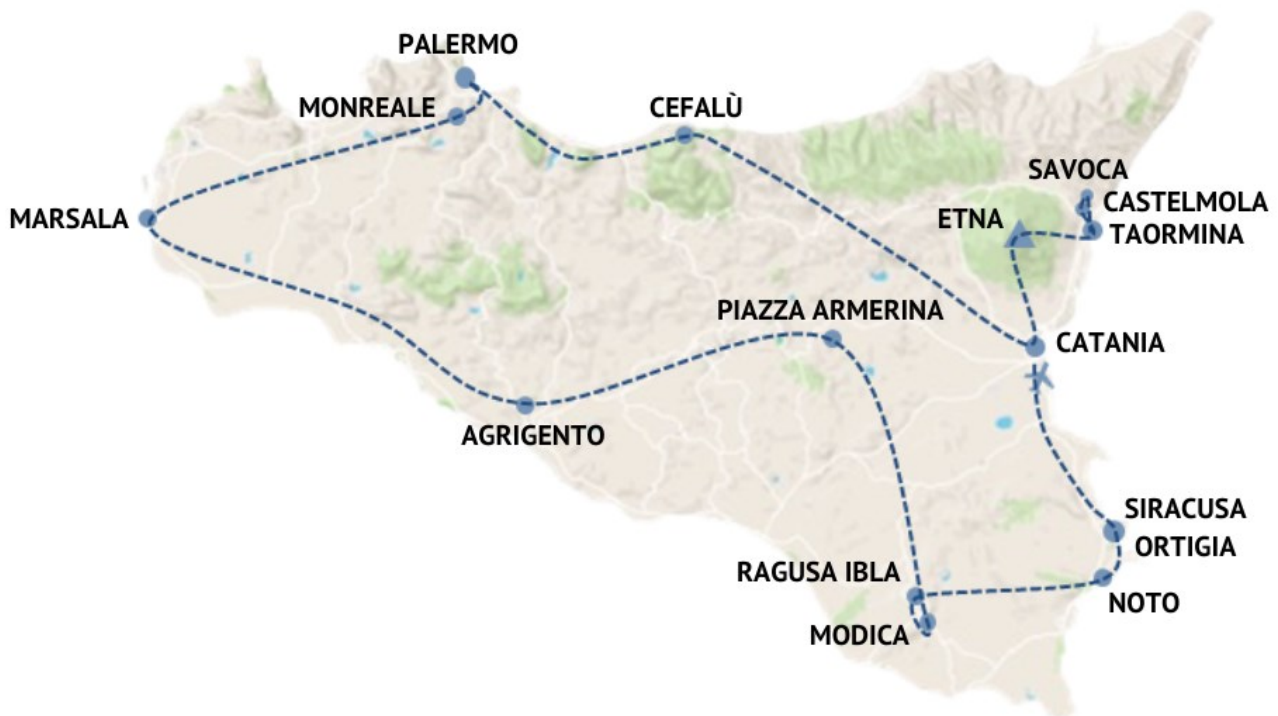 PALERMO
MONREALE
CEFALÙ
SAVOCA
CASTELMOLA
MARSALA
ETNA
TAORMINA
PIAZZA ARMERINA
CATANIA
AGRIGENTO
SIRACUSA
ORTIGIA
RAGUSA IBLA
NOTO
MODICA